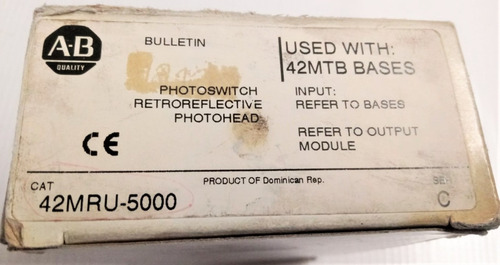 A-B
QUALITY
BULLETIN
PHOTOSWITCH
RETROREFLECTIVE
PHOTOHEAD
CE
USED WITH:
42MTB BASES
INPUT:
REFER TO BASES
REFER TO OUTPUT
MODULE
CAT
42MRU-5000
PRODUCT OF Dominican Rep.
SER
C